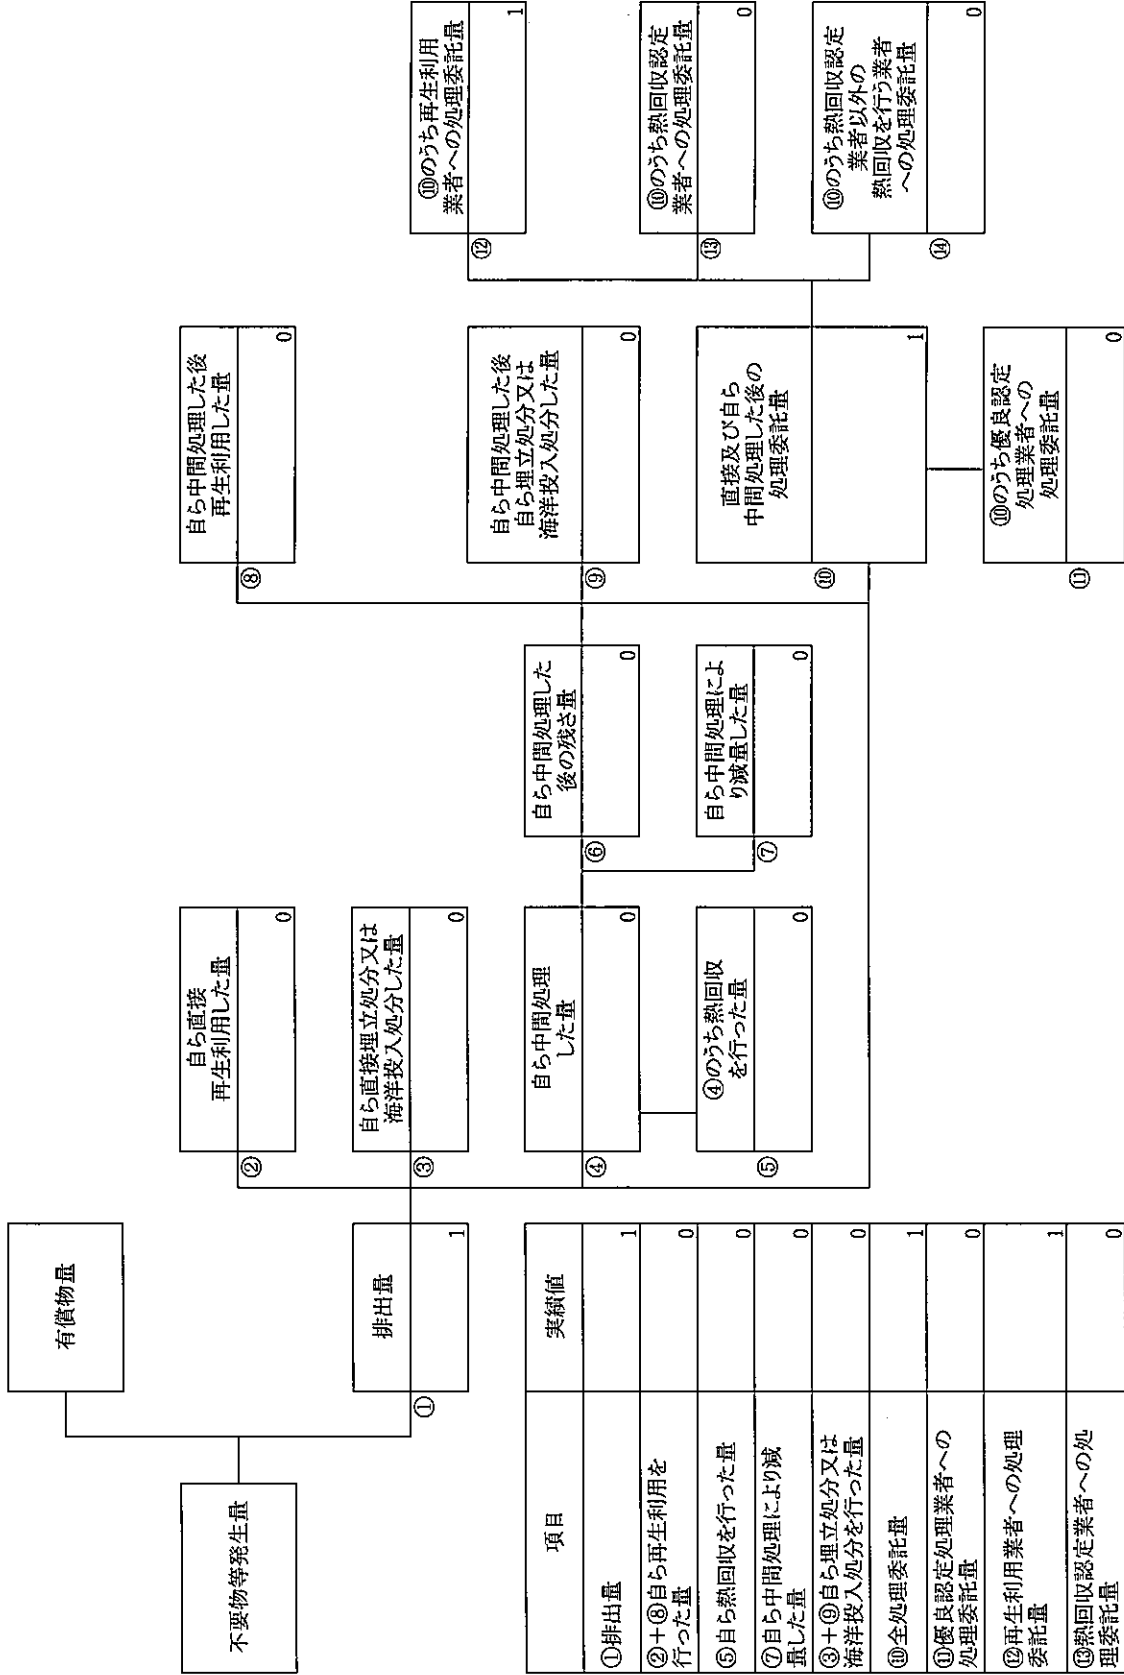 不要物等発生量
有償物量
①
排出量
1
②
自ら直接
再生利用した量
0
③
自ら直接埋立処分又は
海洋投入処分した量
0
④
自ら中間処理
した量
0
⑤
④のうち熱回収
を行った量
0
⑥
自ら中間処理した
後の残さ量
0
⑦
自ら中間処理によ
り減量した量
0
⑧
自ら中間処理した後
再生利用した量
0
⑨
自ら中間処理した後
自ら埋立処分又は
海洋投入処分した量
0
⑩
直接及び自ら
中間処理した後の
処理委託量
1
⑪
⑩のうち優良認定
処理業者への
処理委託量
0
⑫
⑩のうち再生利用
業者への処理委託量
1
⑬
⑩のうち熱回収認定
業者への処理委託量
0
⑭
⑩のうち熱回収認定
業者以外の
熱回収を行う業者
への処理委託量
0
項目 実績値
①排出量 1
②+⑧自ら再生利用を
行った量 0
⑤自ら熱回収を行った量 0
⑦自ら中間処理により減
量した量 0
③+⑨自ら埋立処分又は
海洋投入処分を行った量 0
⑩全処理委託量 1
⑪優良認定処理業者への
処理委託量 0
⑫再生利用業者への処理
委託量 1
⑬熱回収認定業者への処
理委託量 0